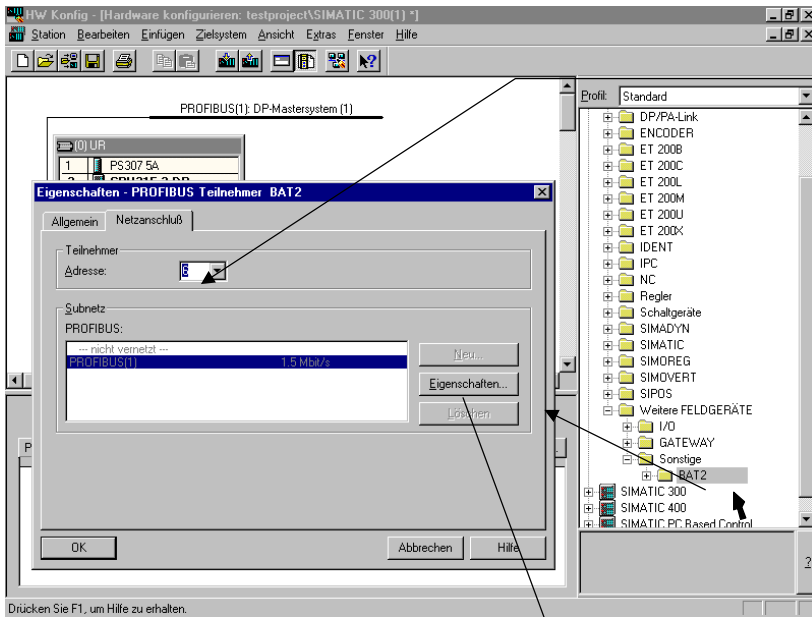 HW Konfig - [Hardware konfigurieren: testproject\SIMATIC 300(1) *]
Station Bearbeiten Einfügen Zielsystem Ansicht Extras Fenster Hilfe
PROFIBUS(1): DP-Mastersystem (1)
(0) UR
1 PS307 5A
Eigenschaften - PROFIBUS Teilnehmer BAT2
Allgemein Netzanschluß
Teilnehmer
Adresse: 6
Subnetz
PROFIBUS:
--- nicht vernetzt ---
PROFIBUS(1) 1.5 Mbit/s
Neu...
Eigenschaften...
Löschen
OK Abbrechen Hilfe
Profil: Standard
DP/PA-Link
ENCODER
ET 200B
ET 200C
ET 200L
ET 200M
ET 200U
ET 200X
IDENT
IPC
NC
Regler
Schaltgeräte
SIMADYN
SIMATIC
SIMOREG
SIMOVERT
SIPOS
Weitere FELDGERÄTE
I/O
GATEWAY
Sonstige
BAT2
SIMATIC 300
SIMATIC 400
SIMATIC PC Based Control
Drücken Sie F1, um Hilfe zu erhalten.